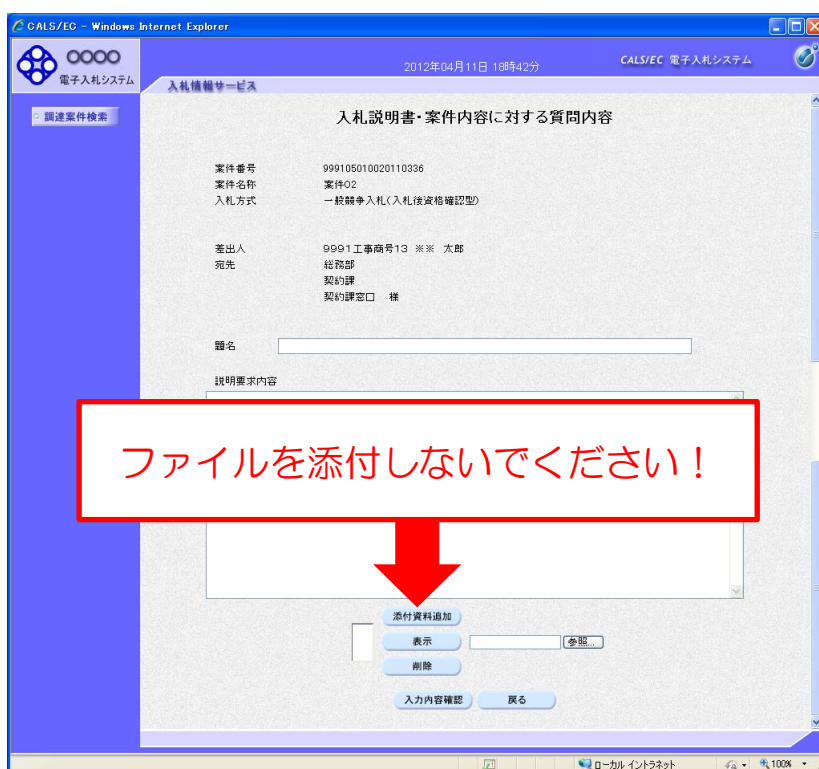 CALS/EC - Windows Internet Explorer
OOOO
電子入札システム
2012年04月11日 18時42分
CALS/EC 電子入札システム
入札情報サービス
調達案件検索
入札説明書・案件内容に対する質問内容
案件番号 999105010020110336
案件名称 案件02
入札方式 一般競争入札(入札後資格確認型)
差出人 9991工事商号13 ※※ 太郎
宛先 総務部
契約課
契約課窓口 様
題名
説明要求内容
ファイルを添付しないでください！
添付資料追加
表示 参照...
削除
入力内容確認 戻る
ローカル イントラネット 100%